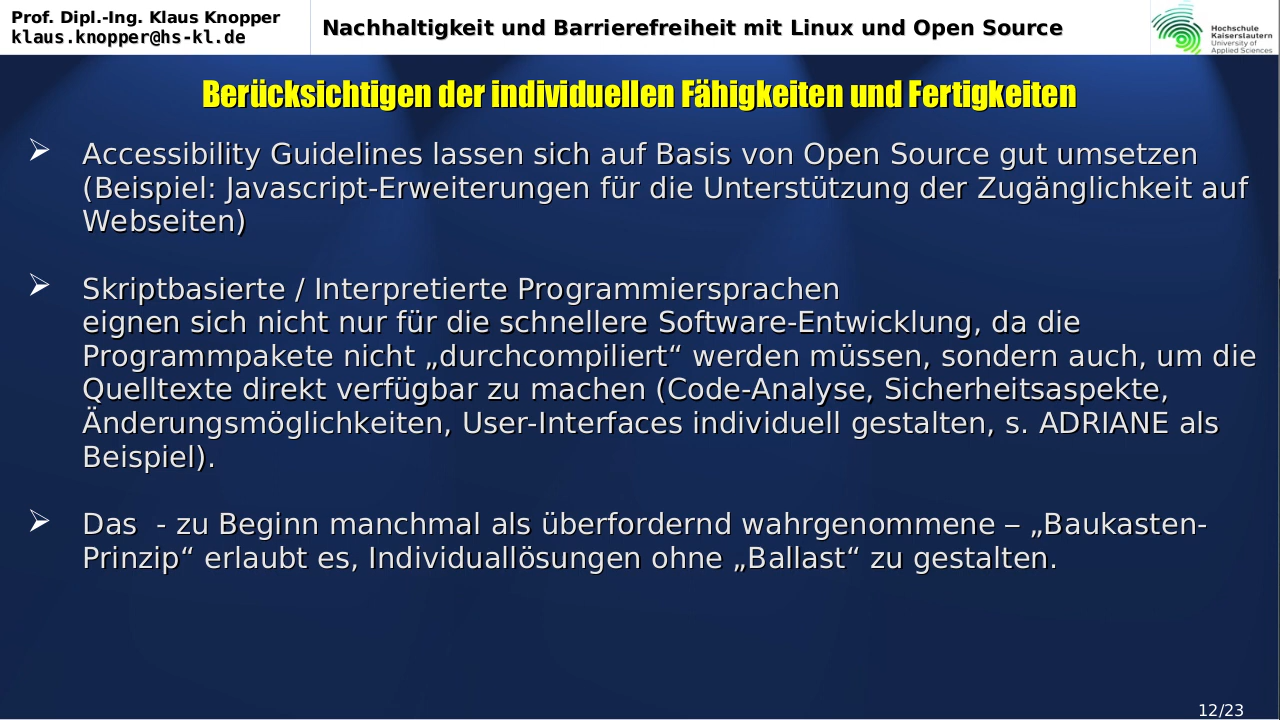 Prof. Dipl.-Ing. Klaus Knopper
klaus.knopper@hs-kl.de
Nachhaltigkeit und Barrierefreiheit mit Linux und Open Source
Hochschule
Kaiserslautern
University of
Applied Sciences
Berücksichtigen der individuellen Fähigkeiten und Fertigkeiten
➢ Accessibility Guidelines lassen sich auf Basis von Open Source gut umsetzen
(Beispiel: Javascript-Erweiterungen für die Unterstützung der Zugänglichkeit auf
Webseiten)
➢ Skriptbasierte / Interpretierte Programmiersprachen
eignen sich nicht nur für die schnellere Software-Entwicklung, da die
Programmpakete nicht „durchcompiliert“ werden müssen, sondern auch, um die
Quelltexte direkt verfügbar zu machen (Code-Analyse, Sicherheitsaspekte,
Änderungsmöglichkeiten, User-Interfaces individuell gestalten, s. ADRIANE als
Beispiel).
➢ Das  - zu Beginn manchmal als überfordernd wahrgenommene – „Baukasten-
Prinzip“ erlaubt es, Individuallösungen ohne „Ballast“ zu gestalten.
12/23